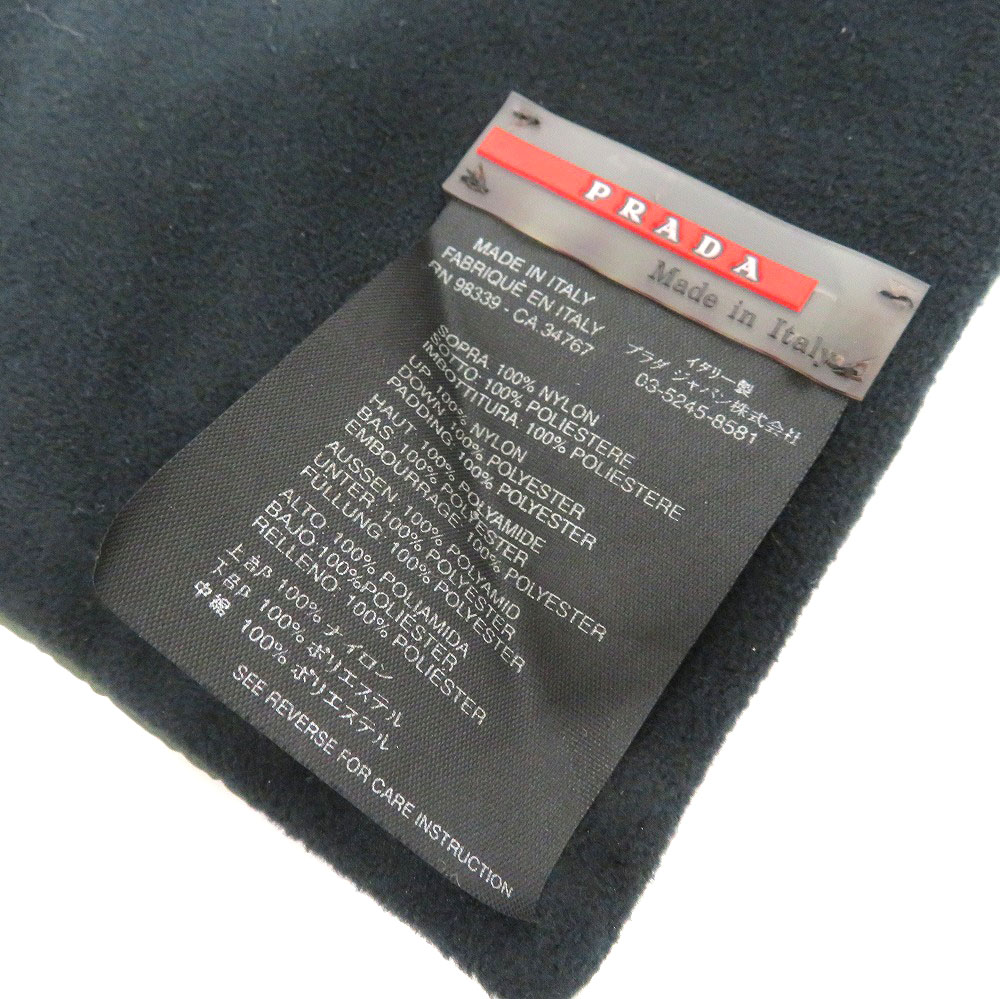 PRADA
Made in Italy
MADE IN ITALY
FABRIQUÉ EN ITALY
RN 98339 - CA.34767
イタリー製
プラダ ジャパン株式会社
03-5245-8581
SOPRA. 100% NYLON
SOTTO: 100% POLIESTERE
IMBOTTITURA. 100% POLIESTERE
UP. 100% NYLON
DOWN. 100% POLYESTER
PADDING: 100% POLYESTER
HAUT. 100% POLYAMIDE
BAS. 100% POLYESTER
EMBOURRAGE. 100% POLYESTER
AUSSEN. 100% POLYAMID
UNTER. 100% POLYESTER
FÜLLUNG: 100% POLYESTER
ALTO. 100% POLIAMIDA
BAJO: 100%POLIÉSTER
RELLENO. 100% POLIÉSTER
上部 100% ナイロン
下部 100% ポリエステル
中綿 100% ポリエステル
SEE REVERSE FOR CARE INSTRUCTION